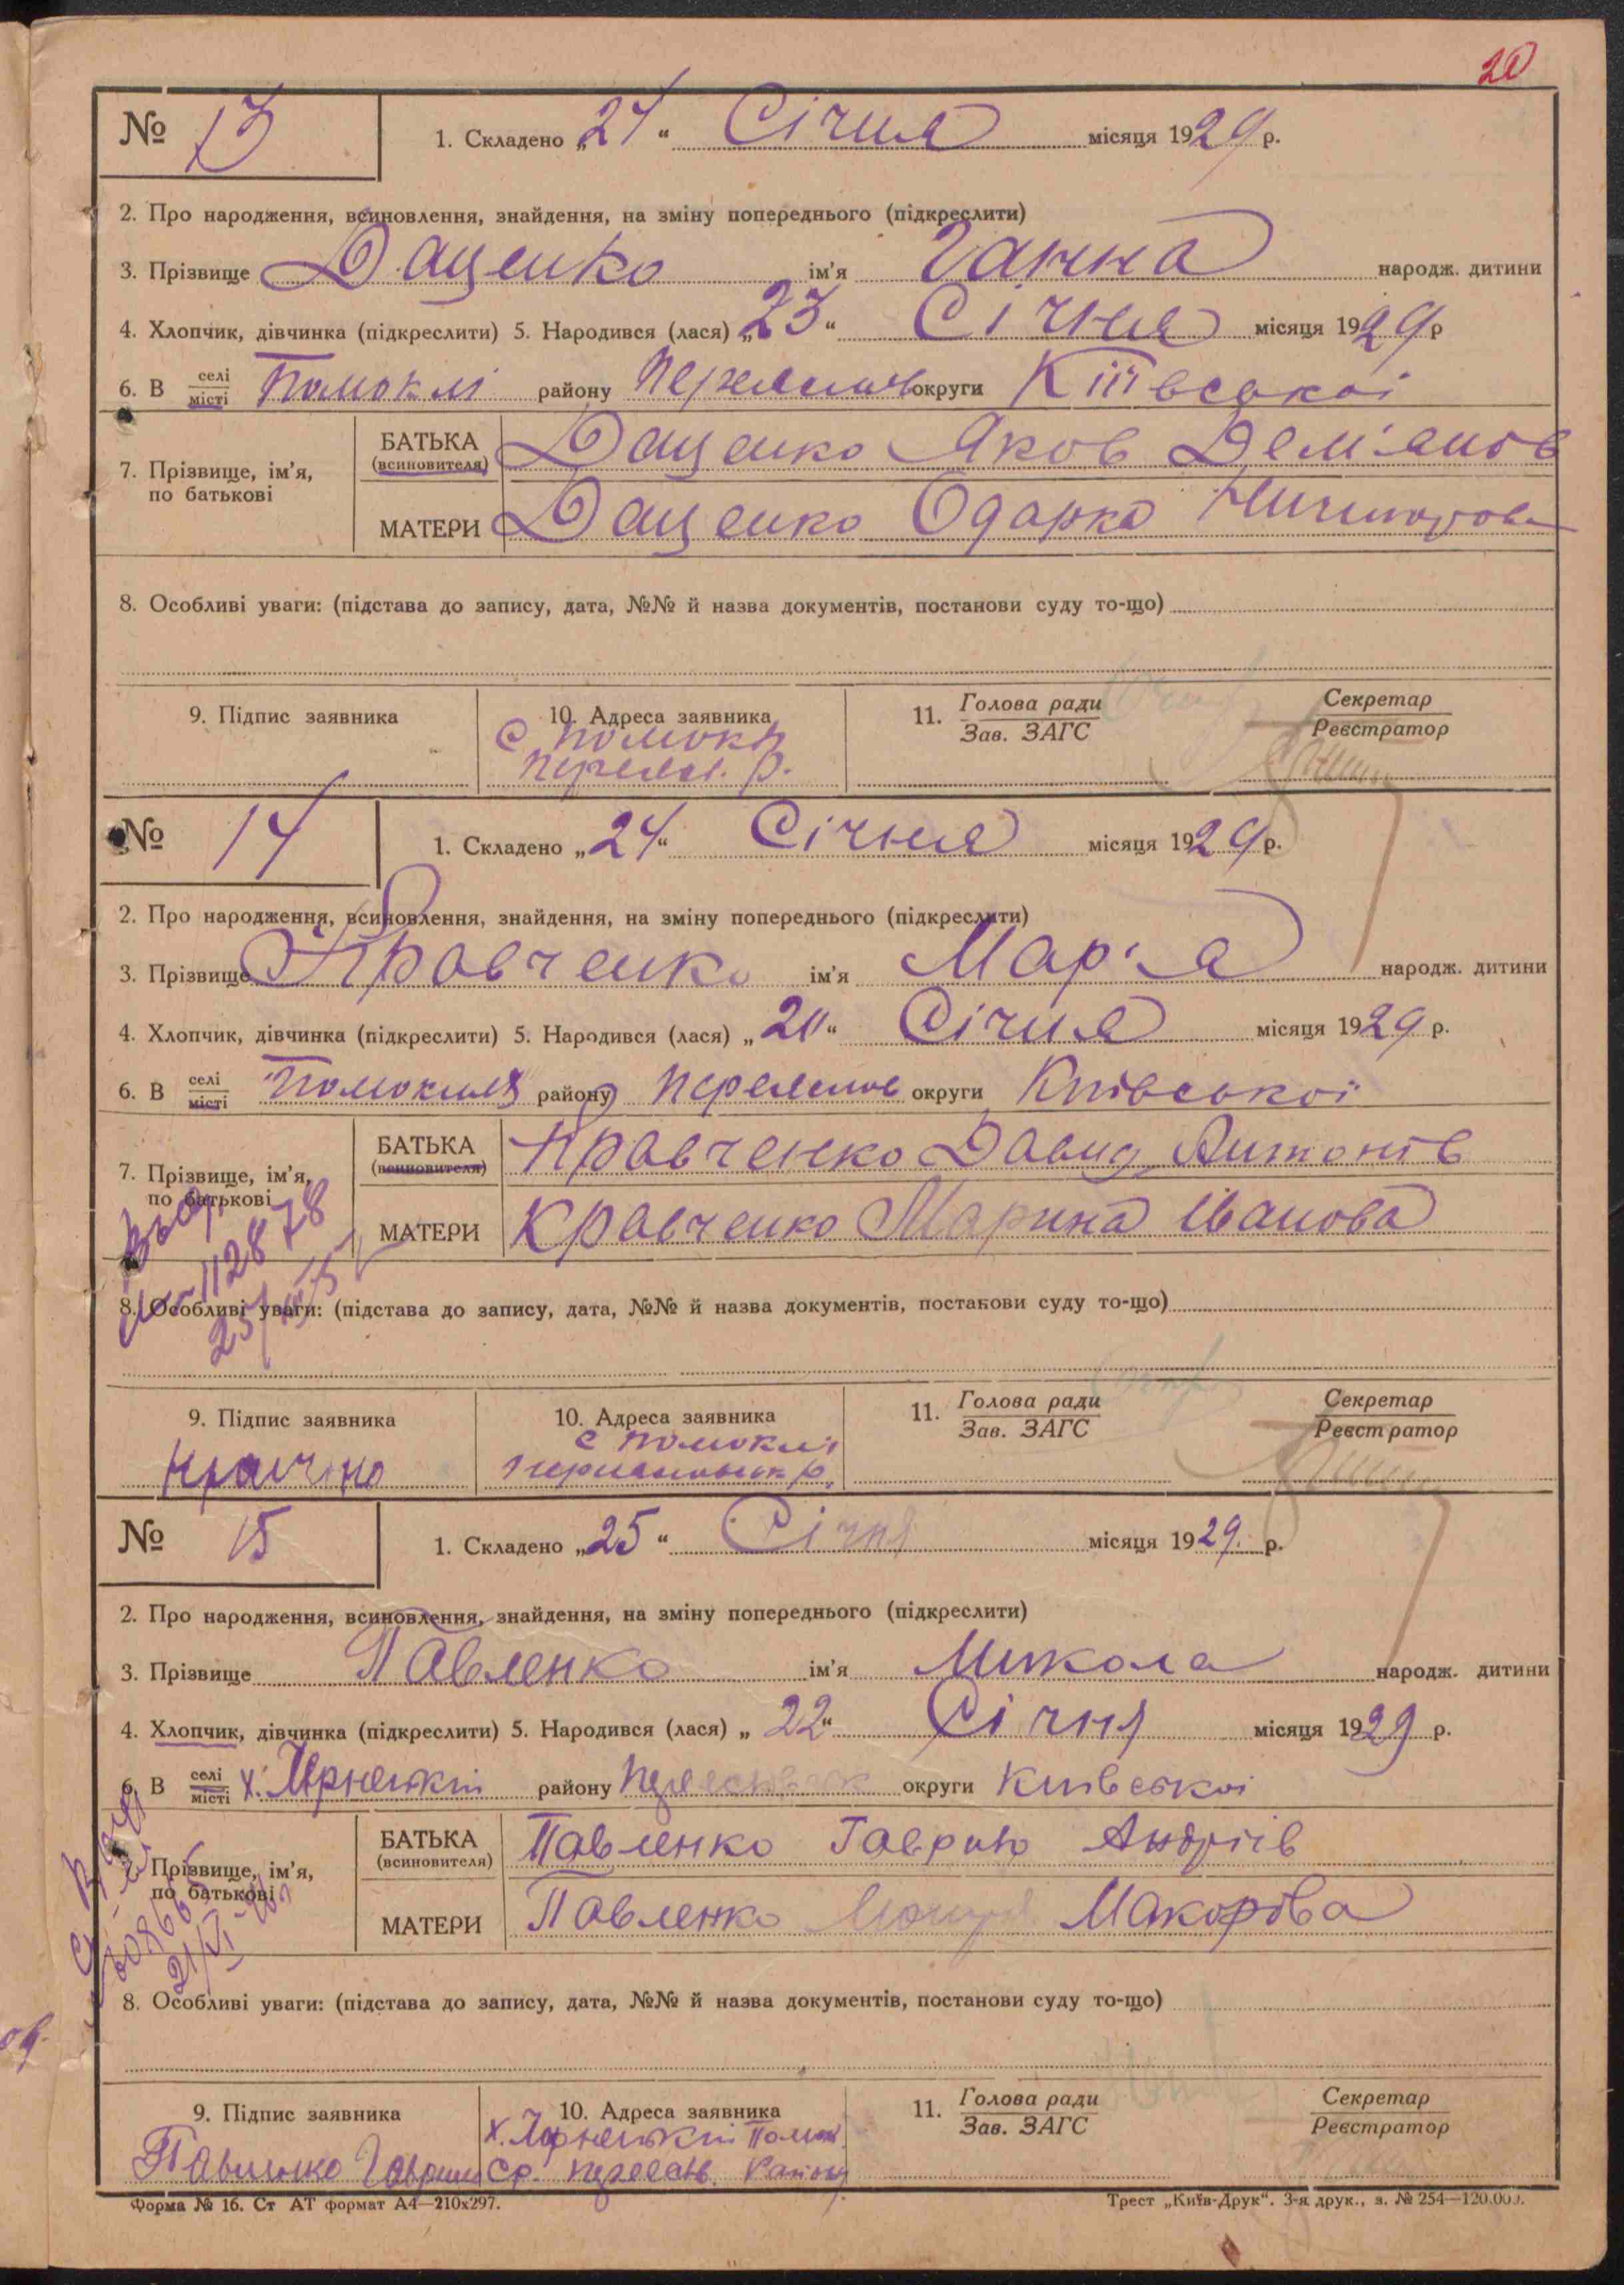 20
№ 13 1. Складено „24“ Січня місяця 1929 р.
2. Про народження, всиновлення, знайдення, на зміну попереднього (підкреслити)
3. Прізвище Даценко ім'я Ганна народж. дитини
4. Хлопчик, дівчинка (підкреслити) 5. Народився (лася) „23“ Січня місяця 1929 р
6. В селі місті Помоклі району Переяслав округи Київської
7. Прізвище, ім'я, по батькові
БАТЬКА (всиновителя) Даценко Яков Дем'янов
МАТЕРИ Даценко Одарка
8. Особливі уваги: (підстава до запису, дата, №№ й назва документів, постанови суду то-що)
9. Підпис заявника 10. Адреса заявника 11. Голова ради Зав. ЗАГС Секретар Реєстратор
с Помокл
Переясл. р.
№ 14 1. Складено „24“ Січня місяця 1929 р.
2. Про народження, всиновлення, знайдення, на зміну попереднього (підкреслити)
3. Прізвище Кравченко ім'я Мар'я народж. дитини
4. Хлопчик, дівчинка (підкреслити) 5. Народився (лася) „ “ Січня місяця 1929 р.
6. В селі місті району Переяслов округи Київської
7. Прізвище, ім'я, по батькові
БАТЬКА (всиновителя) Кравченко Давид Антонів
МАТЕРИ Кравченко Марина Іванова
112878
8. Особливі уваги: (підстава до запису, дата, №№ й назва документів, постанови суду то-що)
9. Підпис заявника 10. Адреса заявника 11. Голова ради Зав. ЗАГС Секретар Реєстратор
с Помоклі
№ 15 1. Складено „25“ Січня місяця 1929 р.
2. Про народження, всиновлення, знайдення, на зміну попереднього (підкреслити)
3. Прізвище Павленко ім'я Микола народж. дитини
4. Хлопчик, дівчинка (підкреслити) 5. Народився (лася) „22“ Січня місяця 1929 р.
6. В селі місті х. району округи Київської
7. Прізвище, ім'я, по батькові
БАТЬКА (всиновителя) Павленко Гаврило Андріїв
МАТЕРИ Павленко Макарова
8. Особливі уваги: (підстава до запису, дата, №№ й назва документів, постанови суду то-що)
9. Підпис заявника 10. Адреса заявника 11. Голова ради Зав. ЗАГС Секретар Реєстратор
Павленко Гаврило
Форма № 16. Ст АТ формат А4—210х297. Трест „Київ-Друк“. 3-я друк., з. № 254—120.000.